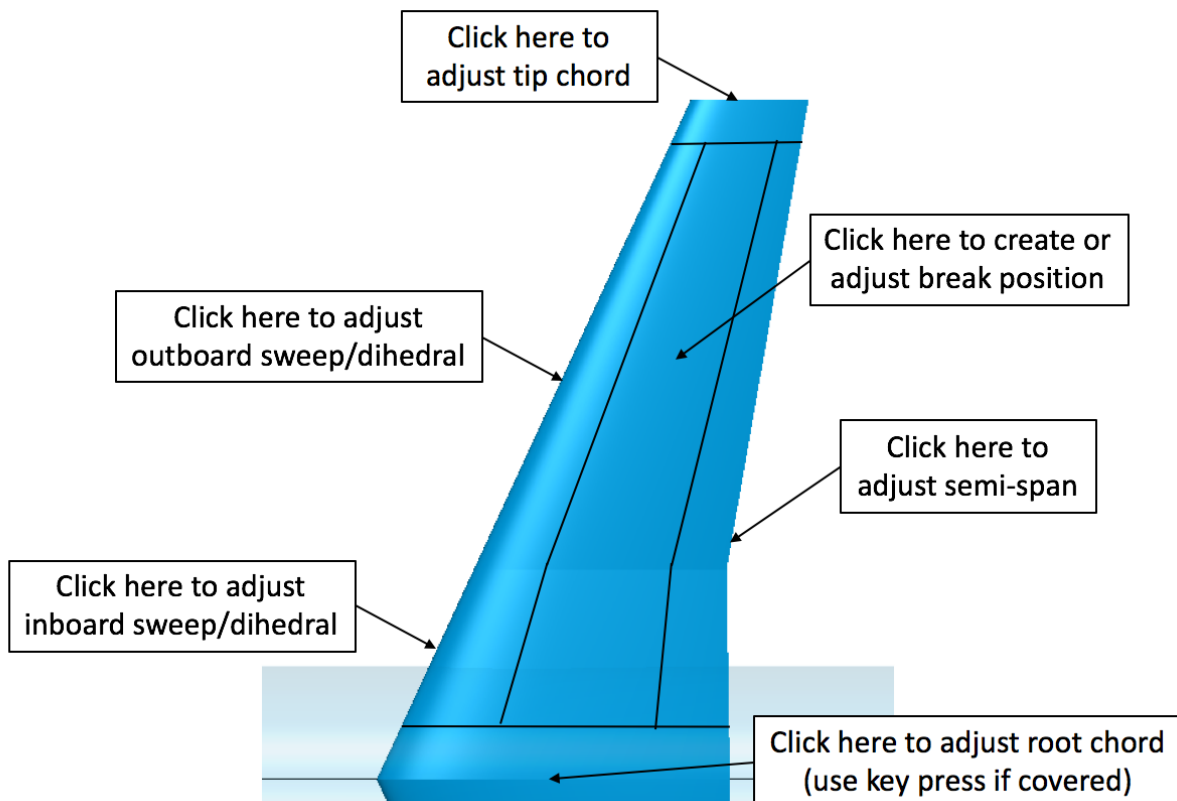 Click here to
adjust tip chord
Click here to create or
adjust break position
Click here to adjust
outboard sweep/dihedral
Click here to
adjust semi-span
Click here to adjust
inboard sweep/dihedral
Click here to adjust root chord
(use key press if covered)